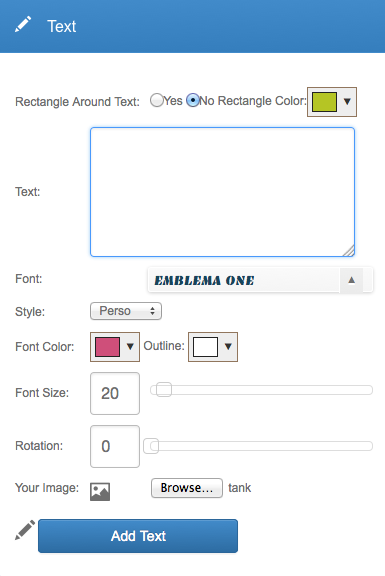 Text
Rectangle Around Text: Yes No Rectangle Color:
Text:
Font: EMBLEMA ONE
Style: Perso
Font Color: Outline:
Font Size: 20
Rotation: 0
Your Image: Browse... tank
Add Text